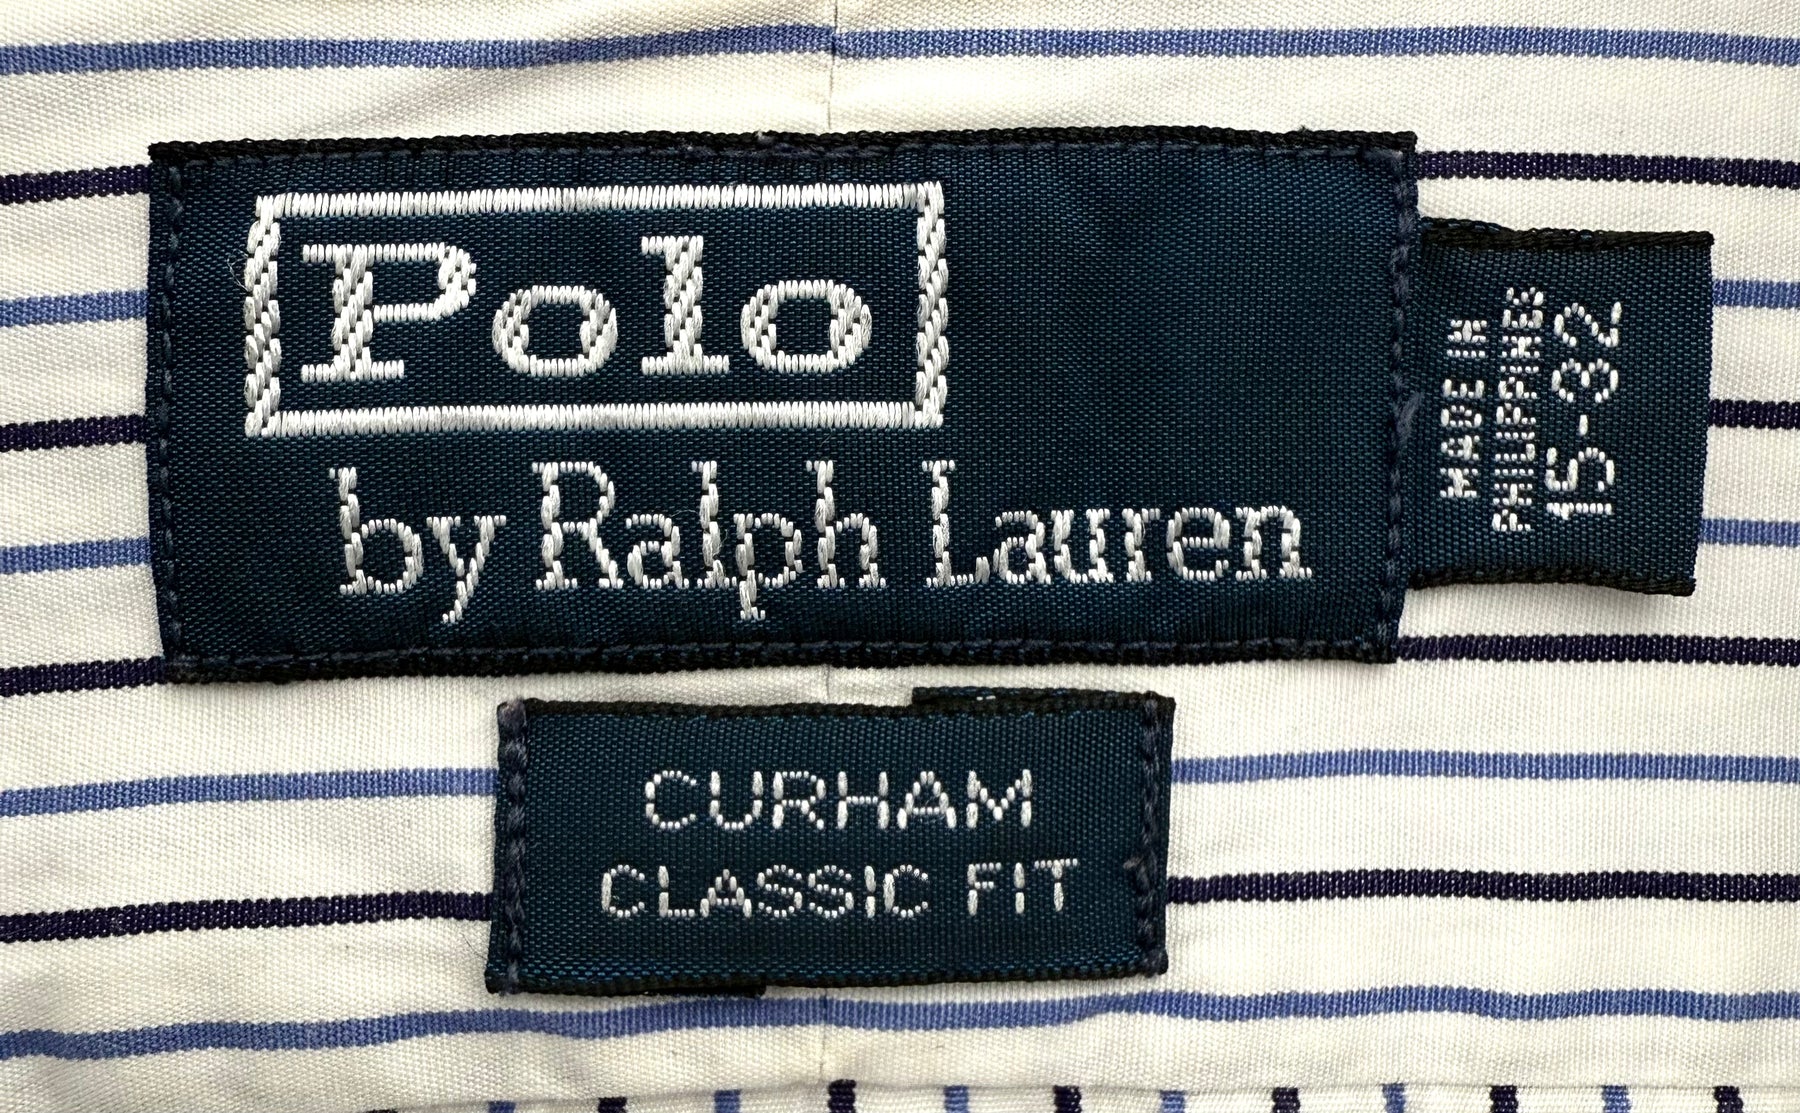 Polo
by Ralph Lauren
MADE IN
PHILIPPINES
15-32
CURHAM
CLASSIC FIT